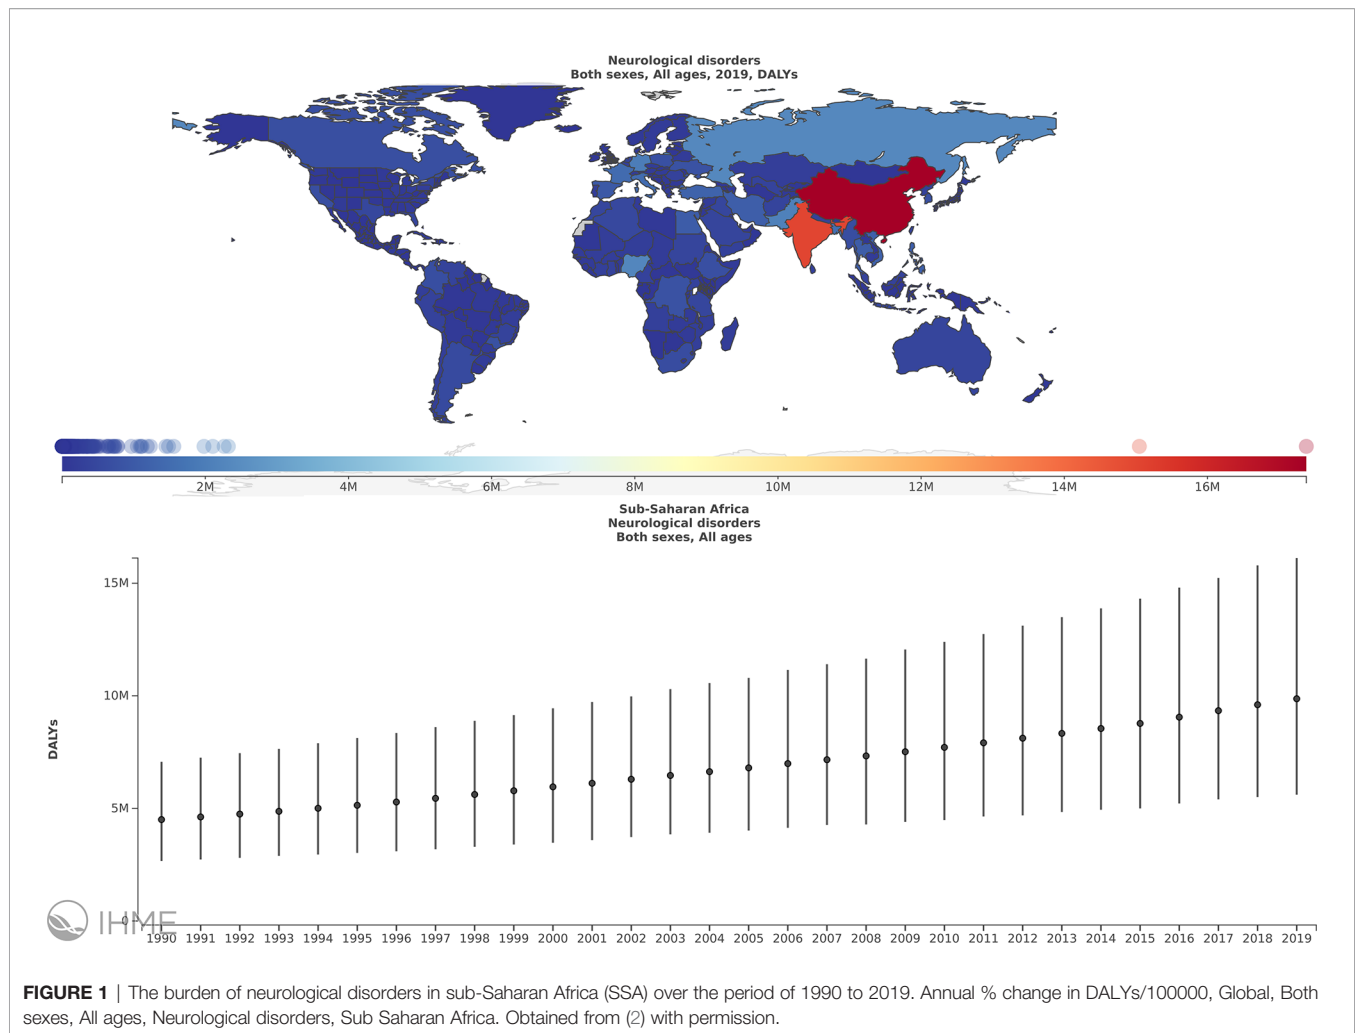 Neurological disorders
Both sexes, All ages, 2019, DALYs
2M 4M 6M 8M 10M 12M 14M 16M
Sub-Saharan Africa
Neurological disorders
Both sexes, All ages
15M
10M
DALYs
5M
0
IHME
1990 1991 1992 1993 1994 1995 1996 1997 1998 1999 2000 2001 2002 2003 2004 2005 2006 2007 2008 2009 2010 2011 2012 2013 2014 2015 2016 2017 2018 2019
FIGURE 1 | The burden of neurological disorders in sub-Saharan Africa (SSA) over the period of 1990 to 2019. Annual % change in DALYs/100000, Global, Both
sexes, All ages, Neurological disorders, Sub Saharan Africa. Obtained from (2) with permission.